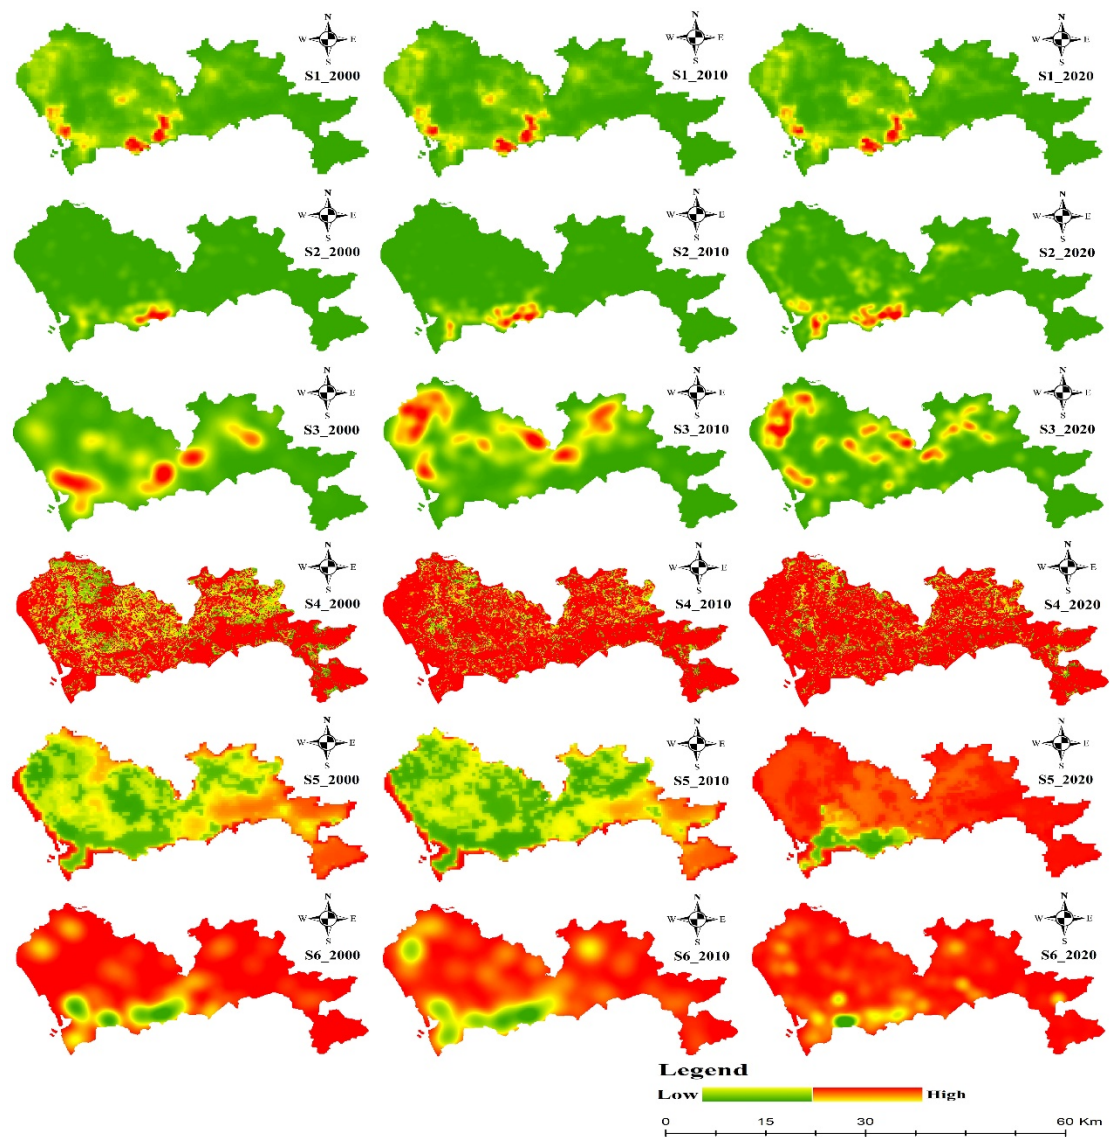 N
W E
S
S1_2000
N
W E
S
S1_2010
N
W E
S
S1_2020
N
W E
S
S2_2000
N
W E
S
S2_2010
N
W E
S
S2_2020
N
W E
S
S3_2000
N
W E
S
S3_2010
N
W E
S
S3_2020
N
W E
S
S4_2000
N
W E
S
S4_2010
N
W E
S
S4_2020
N
W E
S
S5_2000
N
W E
S
S5_2010
N
W E
S
S5_2020
N
W E
S
S6_2000
N
W E
S
S6_2010
N
W E
S
S6_2020
Legend
Low High
0 15 30 60 Km